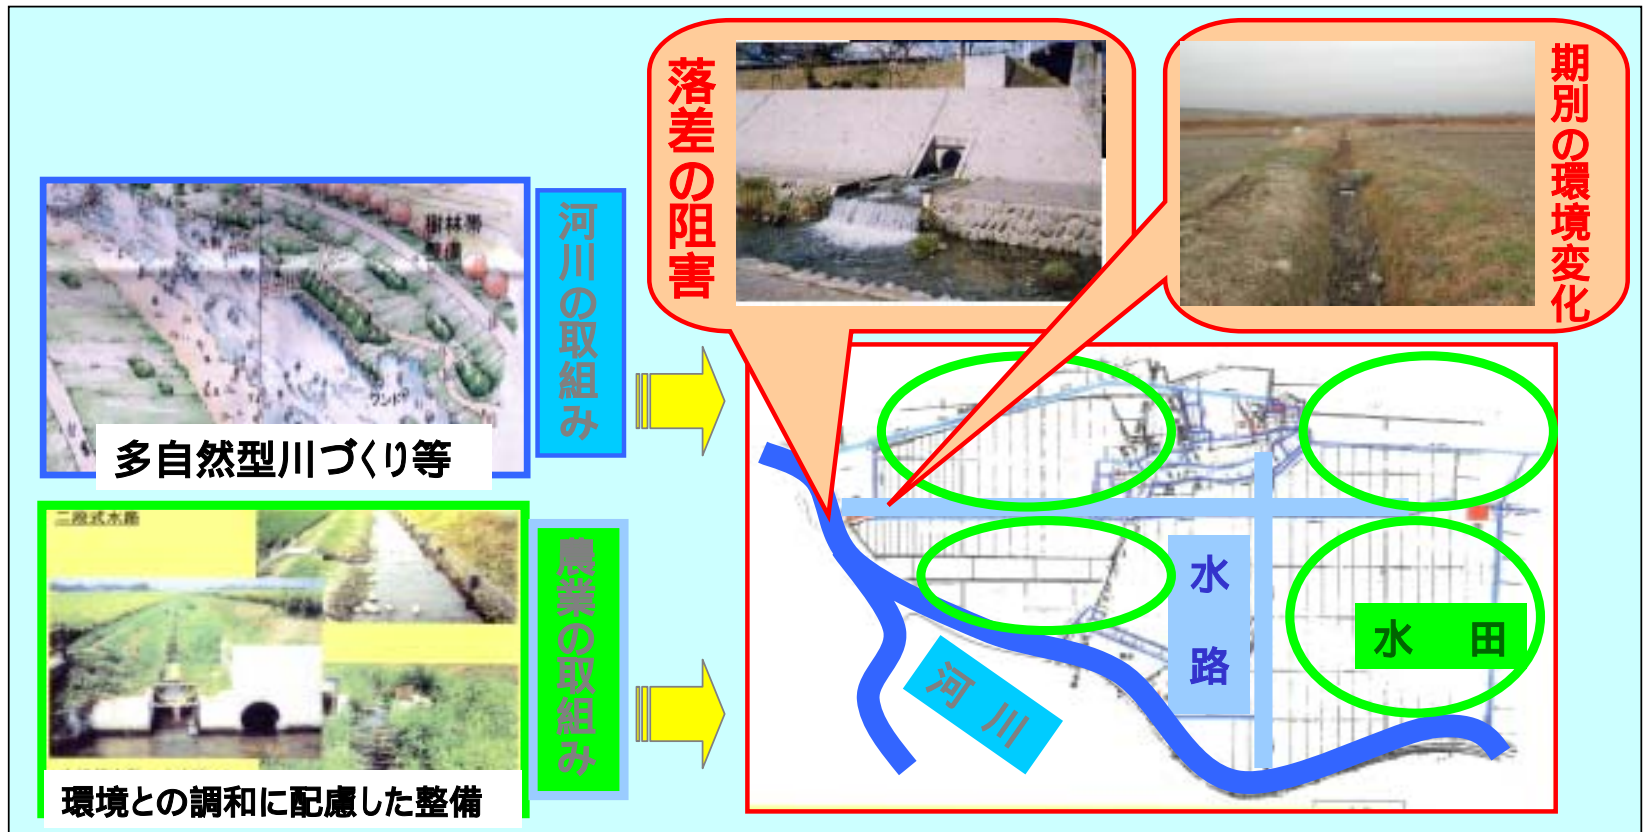 落差の阻害
期別の環境変化
樹林帯
ワンド
河川の取組み
多自然型川づくり等
二段式水路
農業の取組み
環境との調和に配慮した整備
水路
水田
河川